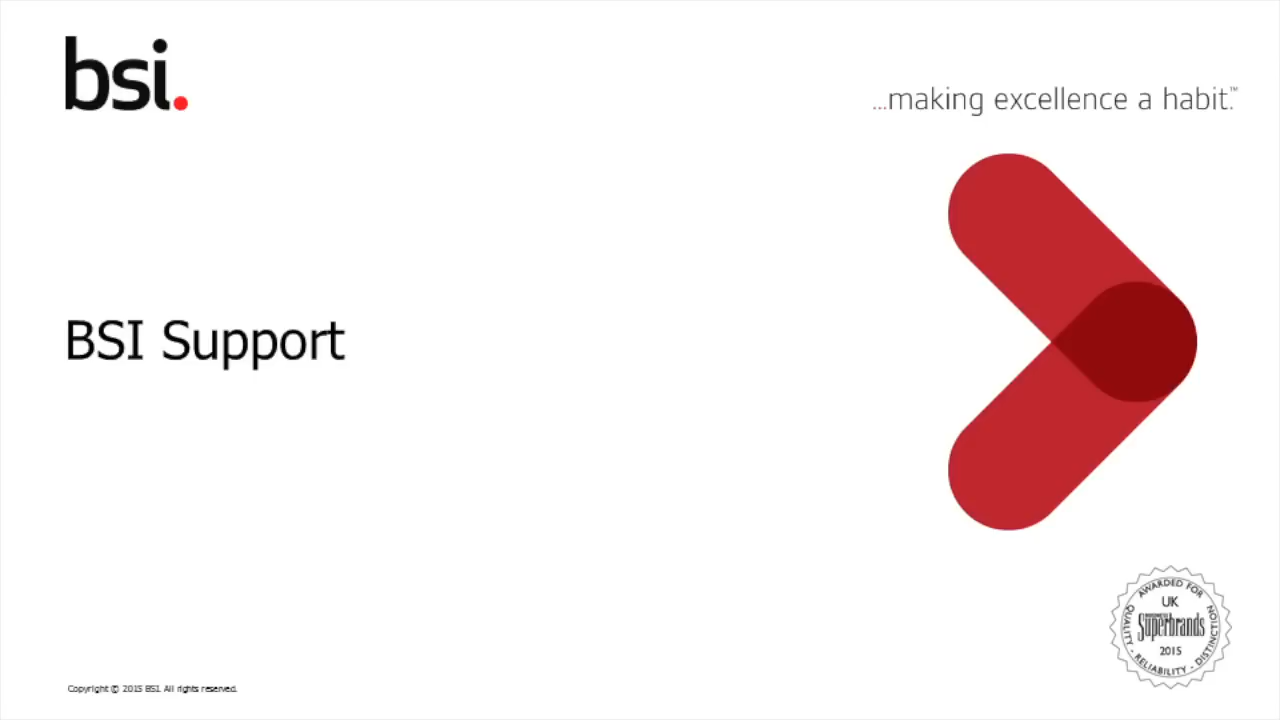 bsi.
...making excellence a habit.™
BSI Support
AWARDED FOR
UK
BUSINESS
Superbrands
2015
QUALITY - RELIABILITY - DISTINCTION
Copyright © 2015 BSI. All rights reserved.